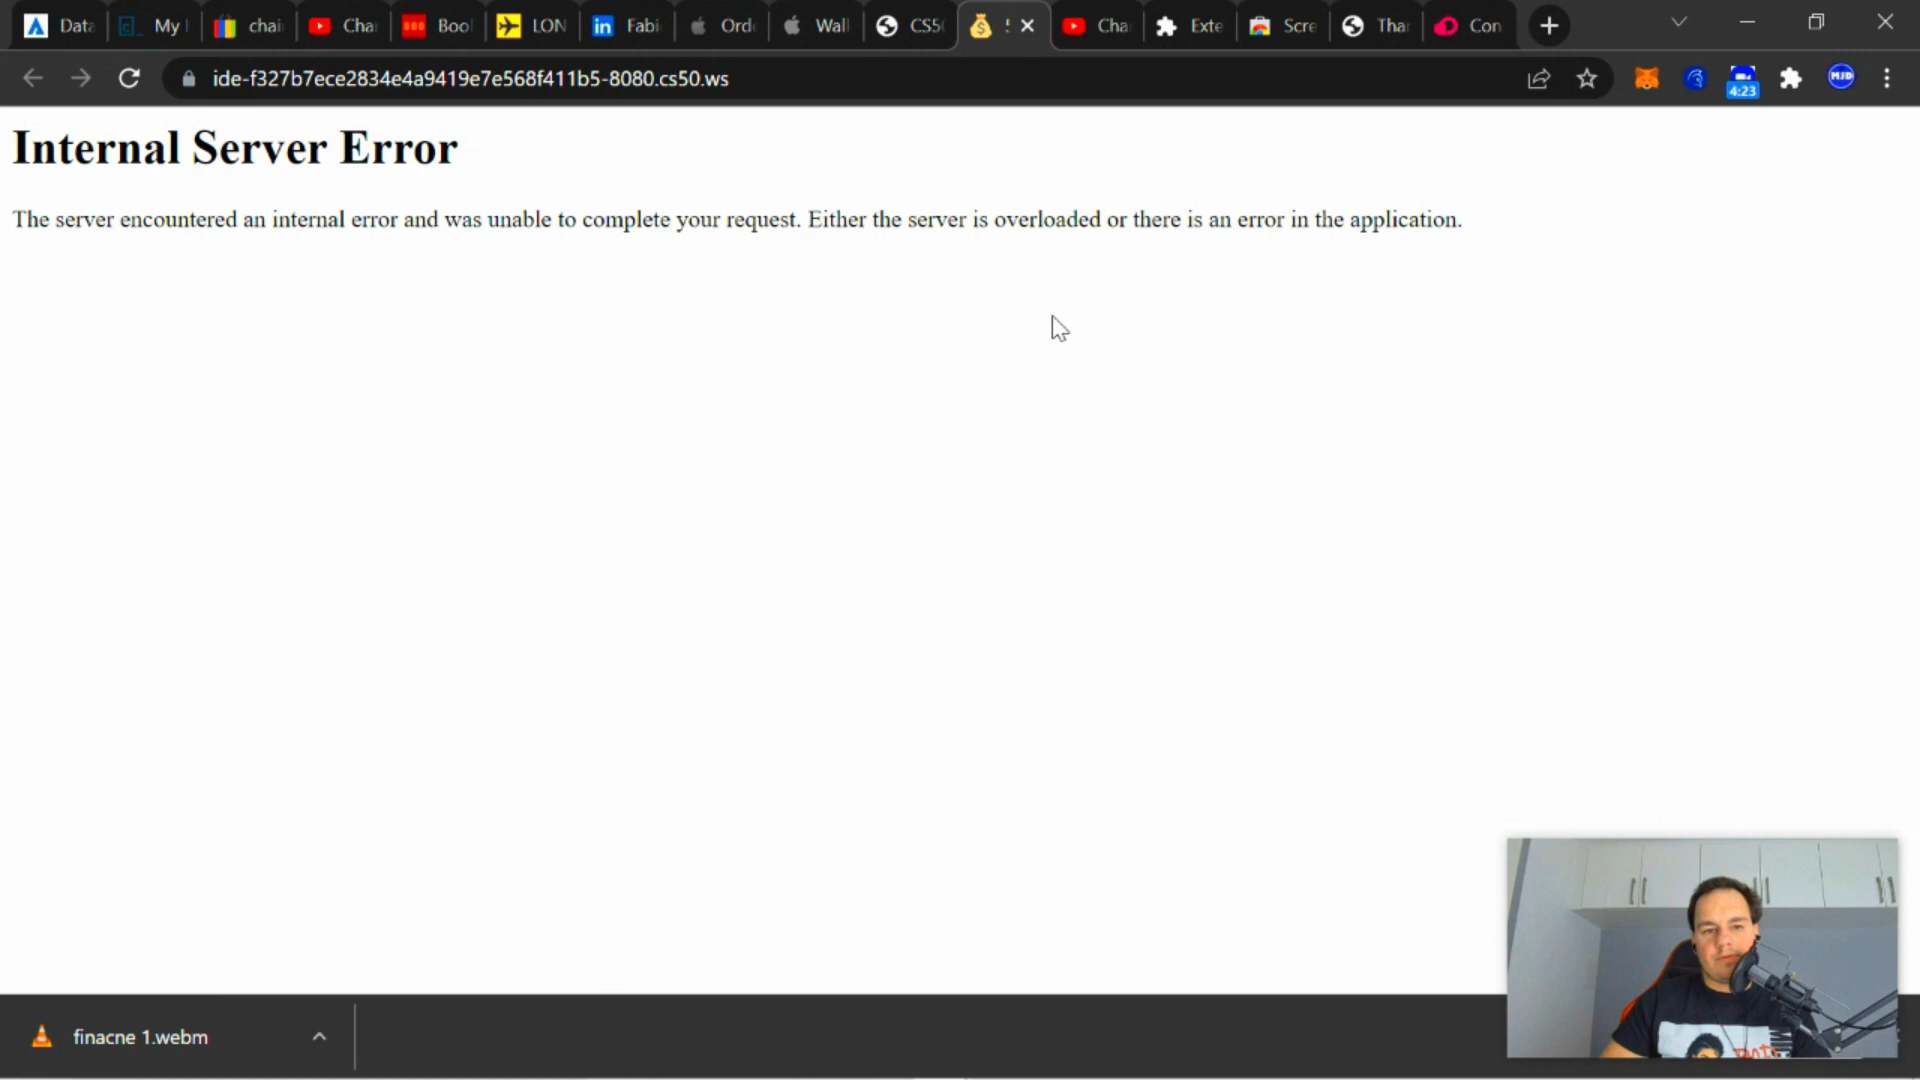 Data
My
chai
Cha
Boo
LON
Fabi
Ord
Wall
CS50
Cha
Exte
Scre
Tha
Con
ide-f327b7ece2834e4a9419e7e568f411b5-8080.cs50.ws
4:23
MJD
Internal Server Error
The server encountered an internal error and was unable to complete your request. Either the server is overloaded or there is an error in the application.
finacne 1.webm